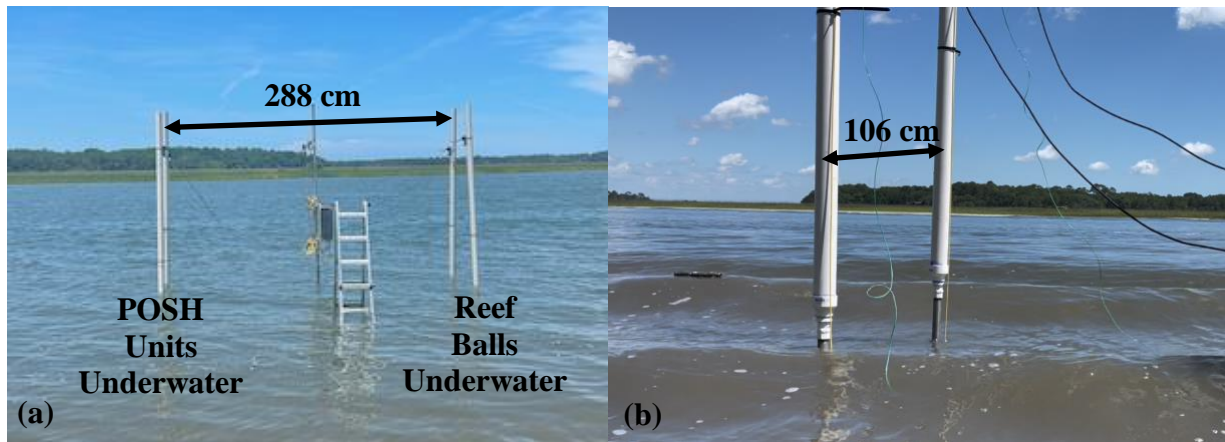 288 cm
POSH
Units
Underwater
Reef
Balls
Underwater
(a)
106 cm
(b)